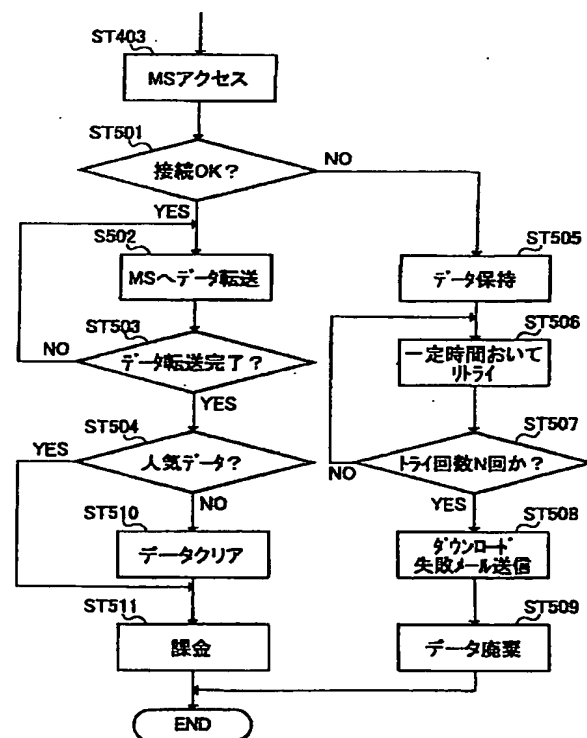 ST403
MSアクセス
ST501
接続OK?
NO
YES
S502
MSへデータ転送
ST503
データ転送完了?
NO
YES
ST504
人気データ?
YES
NO
ST510
データクリア
ST511
課金
END
ST505
データ保持
ST506
一定時間おいて
リトライ
ST507
トライ回数N回か?
NO
YES
ST508
ダウンロード
失敗メール送信
ST509
データ廃棄